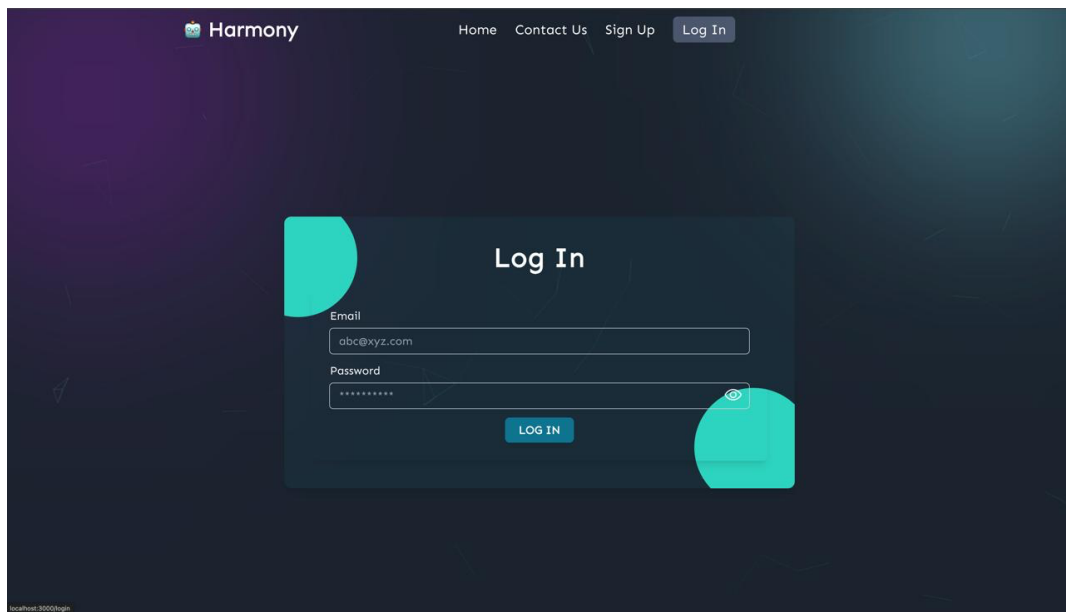 Harmony
Home Contact Us Sign Up Log In
Log In
Email
abc@xyz.com
Password
**********
LOG IN
localhost:3000/login